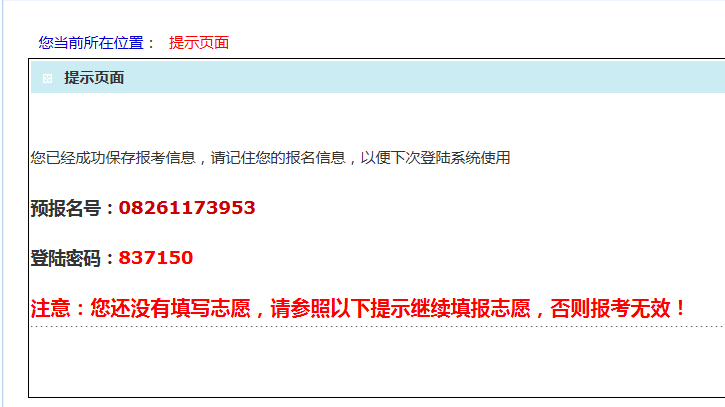 您当前所在位置： 提示页面
提示页面
您已经成功保存报考信息，请记住您的报名信息，以便下次登陆系统使用
预报名号：08261173953
登陆密码：837150
注意：您还没有填写志愿，请参照以下提示继续填报志愿，否则报考无效！